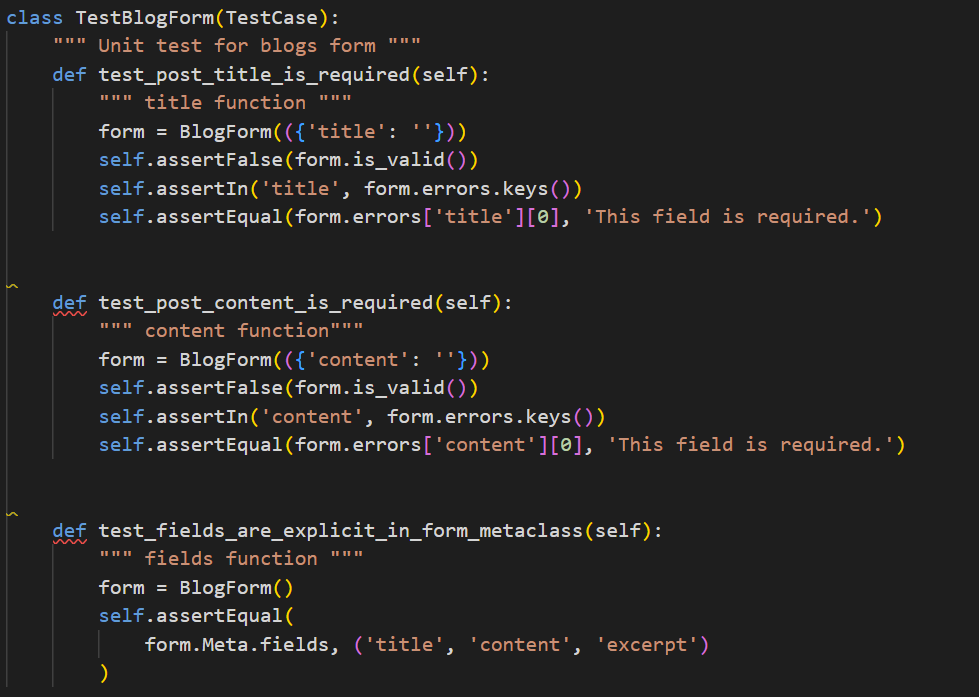 class TestBlogForm(TestCase):
    """ Unit test for blogs form """
    def test_post_title_is_required(self):
        """ title function """
        form = BlogForm(({'title': ''}))
        self.assertFalse(form.is_valid())
        self.assertIn('title', form.errors.keys())
        self.assertEqual(form.errors['title'][0], 'This field is required.')
    def test_post_content_is_required(self):
        """ content function"""
        form = BlogForm(({'content': ''}))
        self.assertFalse(form.is_valid())
        self.assertIn('content', form.errors.keys())
        self.assertEqual(form.errors['content'][0], 'This field is required.')
    def test_fields_are_explicit_in_form_metaclass(self):
        """ fields function """
        form = BlogForm()
        self.assertEqual(
            form.Meta.fields, ('title', 'content', 'excerpt')
        )